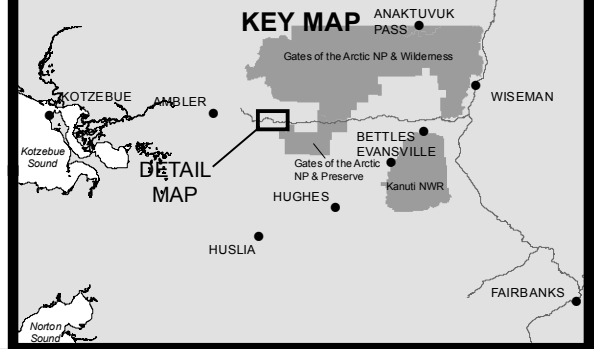 KEY MAP
ANAKTUVUK
PASS
Gates of the Arctic NP & Wilderness
KOTZEBUE
AMBLER
WISEMAN
Kotzebue
Sound
BETTLES
EVANSVILLE
DETAIL
MAP
Gates of the Arctic
NP & Preserve
Kanuti NWR
HUGHES
HUSLIA
FAIRBANKS
Norton
Sound